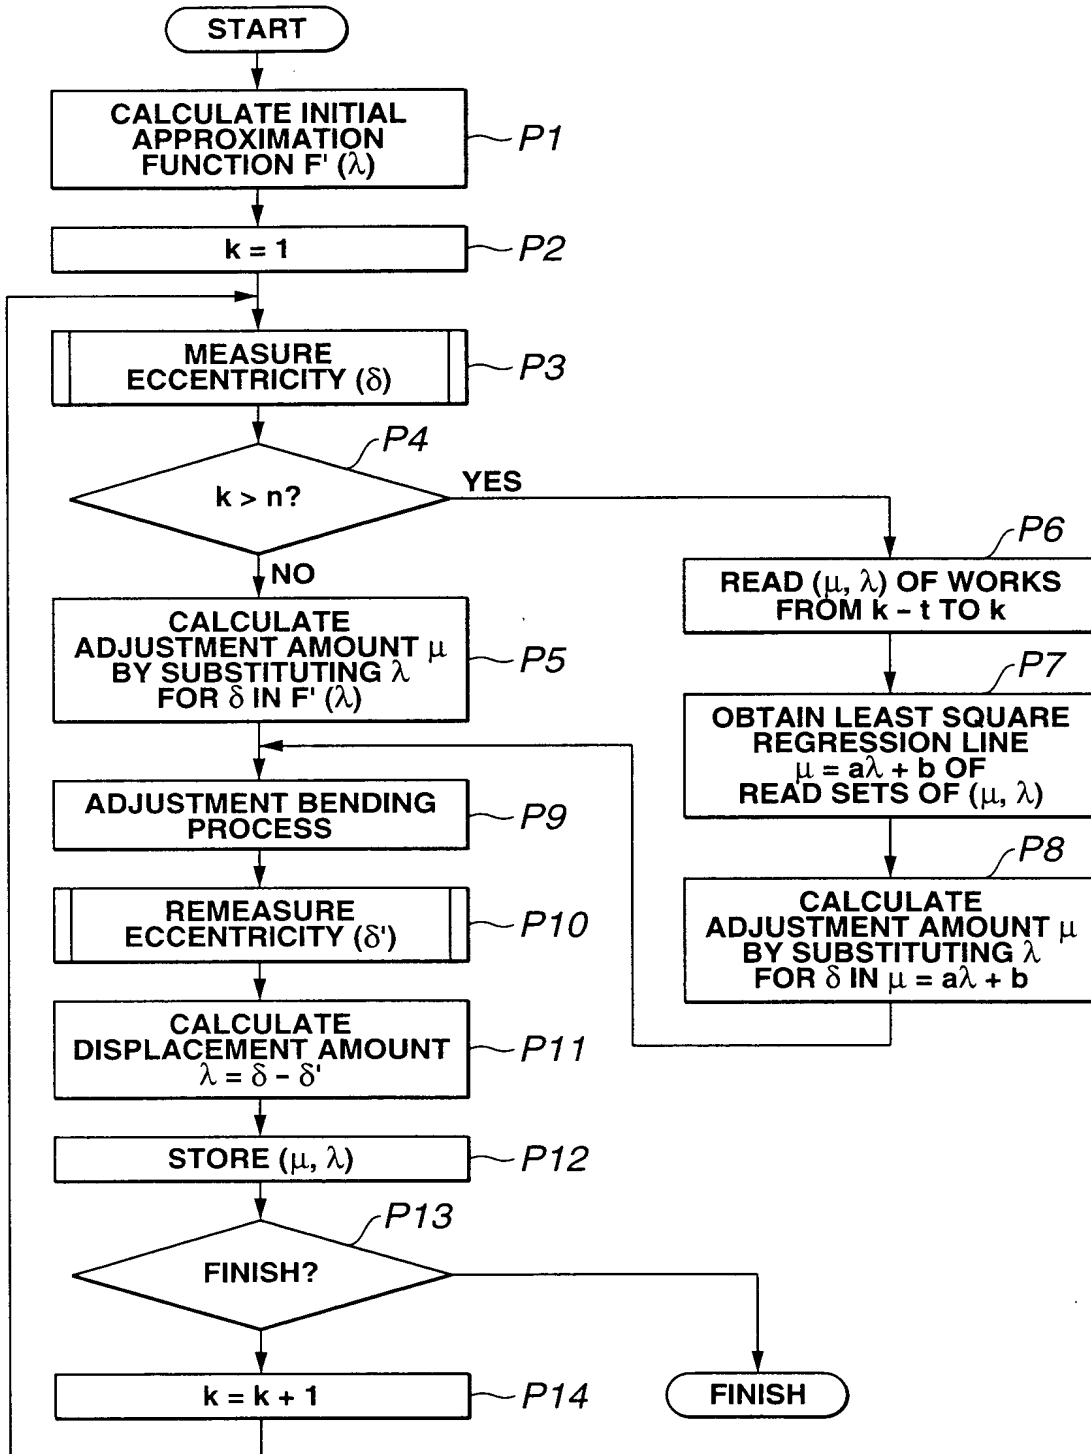 START
CALCULATE INITIAL
APPROXIMATION
FUNCTION F' (λ)
P1
k = 1
P2
MEASURE
ECCENTRICITY (δ)
P3
P4
k > n?
YES
NO
CALCULATE
ADJUSTMENT AMOUNT μ
BY SUBSTITUTING λ
FOR δ IN F' (λ)
P5
P6
READ (μ, λ) OF WORKS
FROM k – t TO k
P7
OBTAIN LEAST SQUARE
REGRESSION LINE
μ = aλ + b OF
READ SETS OF (μ, λ)
P8
CALCULATE
ADJUSTMENT AMOUNT μ
BY SUBSTITUTING λ
FOR δ IN μ = aλ + b
ADJUSTMENT BENDING
PROCESS
P9
REMEASURE
ECCENTRICITY (δ')
P10
CALCULATE
DISPLACEMENT AMOUNT
λ = δ – δ'
P11
STORE (μ, λ)
P12
P13
FINISH?
k = k + 1
P14
FINISH